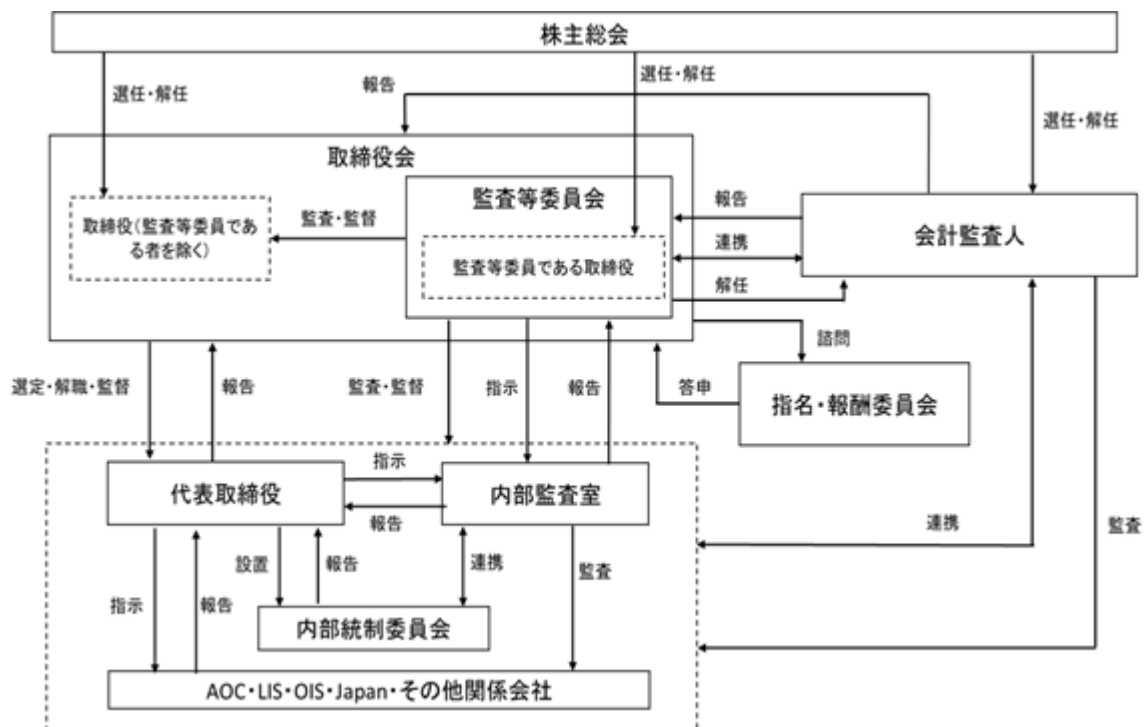 株主総会
選任・解任
報告
選任・解任
選任・解任
取締役会
監査等委員会
取締役（監査等委員であ
る者を除く）
監査・監督
監査等委員である取締役
報告
連携
解任
会計監査人
諮問
選定・解職・監督
報告
監査・監督
指示
報告
答申
指名・報酬委員会
代表取締役
指示
報告
内部監査室
連携
監査
設置
報告
連携
監査
指示
報告
内部統制委員会
AOC・LIS・OIS・Japan・その他関係会社